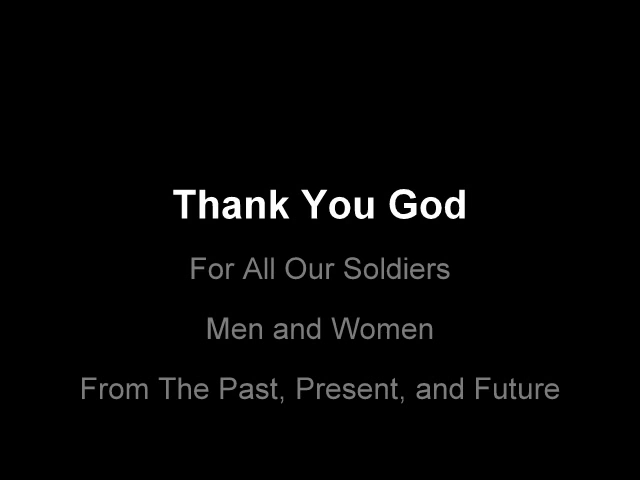 Thank You God
For All Our Soldiers
Men and Women
From The Past, Present, and Future